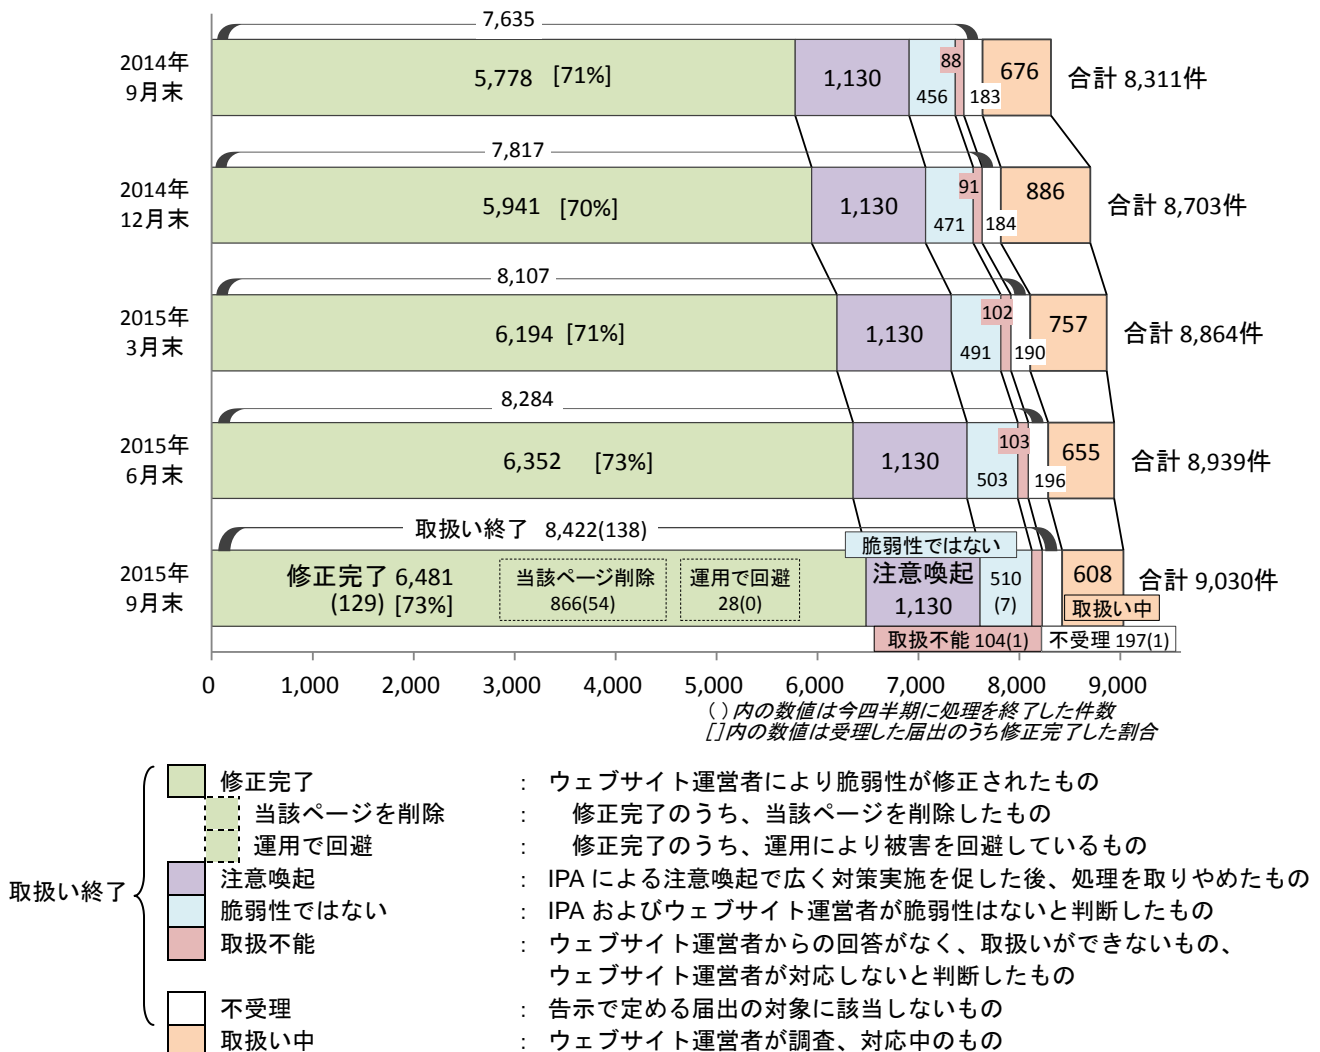 7,635
2014年
9月末
5,778 [71%]
1,130
456
88
183
676
合計 8,311件
7,817
2014年
12月末
5,941 [70%]
1,130
471
91
184
886
合計 8,703件
8,107
2015年
3月末
6,194 [71%]
1,130
491
102
190
757
合計 8,864件
8,284
2015年
6月末
6,352 [73%]
1,130
503
103
196
655
合計 8,939件
取扱い終了 8,422(138)
2015年
9月末
修正完了 6,481
(129) [73%]
当該ページ削除
866(54)
運用で回避
28(0)
脆弱性ではない
注意喚起
1,130
510
(7)
608
取扱い中
合計 9,030件
取扱不能 104(1)
不受理 197(1)
0 1,000 2,000 3,000 4,000 5,000 6,000 7,000 8,000 9,000
( )内の数値は今四半期に処理を終了した件数
[ ]内の数値は受理した届出のうち修正完了した割合
取扱い終了
修正完了 : ウェブサイト運営者により脆弱性が修正されたもの
当該ページを削除 : 修正完了のうち、当該ページを削除したもの
運用で回避 : 修正完了のうち、運用により被害を回避しているもの
注意喚起 : IPA による注意喚起で広く対策実施を促した後、処理を取りやめたもの
脆弱性ではない : IPA およびウェブサイト運営者が脆弱性はないと判断したもの
取扱不能 : ウェブサイト運営者からの回答がなく、取扱いができないもの、
ウェブサイト運営者が対応しないと判断したもの
不受理 : 告示で定める届出の対象に該当しないもの
取扱い中 : ウェブサイト運営者が調査、対応中のもの